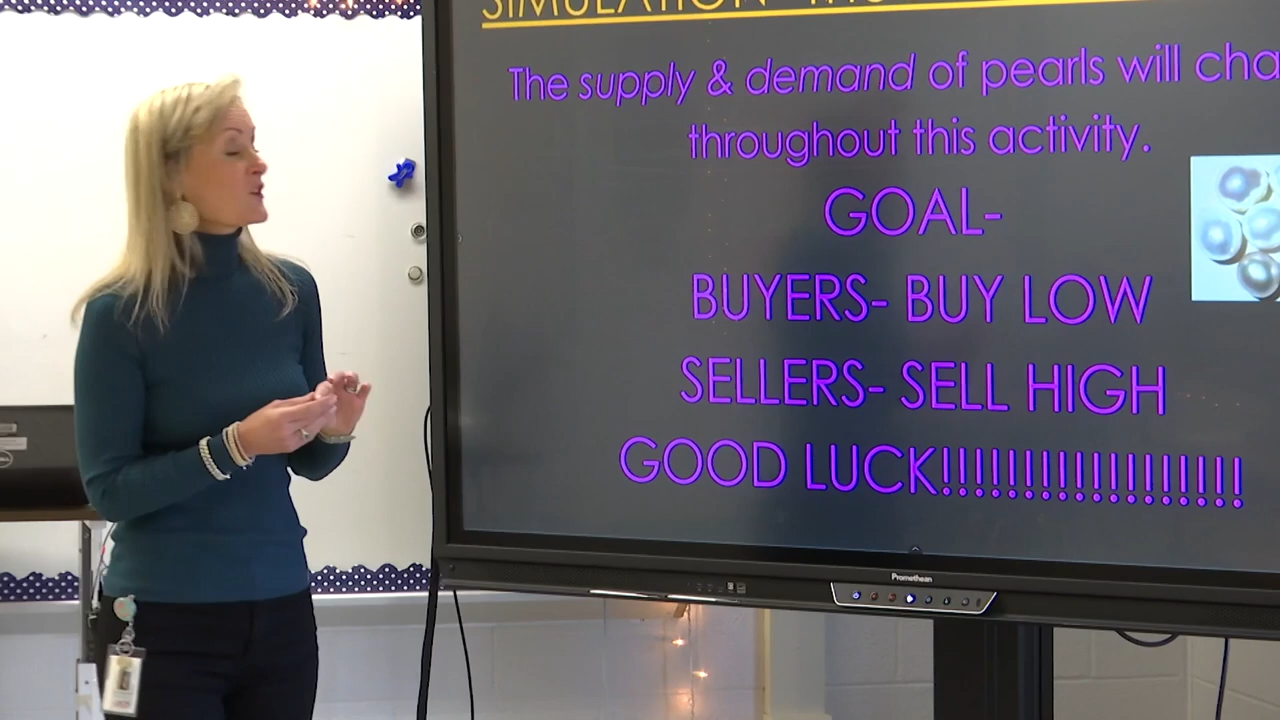 SIMULATION-
The supply & demand of pearls will cha
throughout this activity.
GOAL-
BUYERS- BUY LOW
SELLERS- SELL HIGH
GOOD LUCK!!!!!!!!!!!!!!!!!!!
Promethean